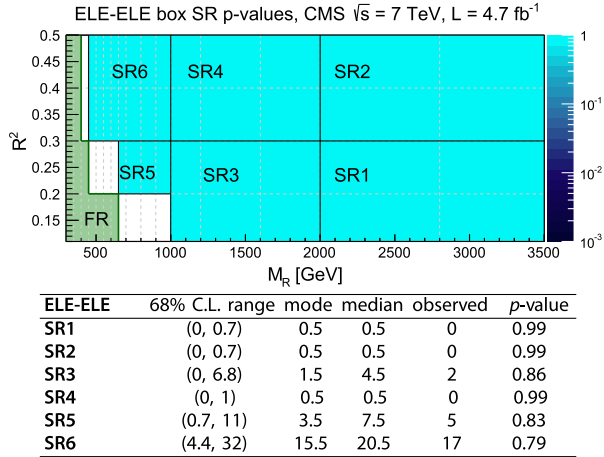 ELE-ELE box SR p-values, CMS √s = 7 TeV, L = 4.7 fb⁻¹
0.5
0.45
0.4
0.35
0.3
0.25
0.2
0.15
R²
SR6 SR4 SR2
SR5 SR3 SR1
FR
1
10⁻¹
10⁻²
10⁻³
500 1000 1500 2000 2500 3000 3500
M_R [GeV]
ELE-ELE 68% C.L. range mode median observed p-value
SR1 (0, 0.7) 0.5 0.5 0 0.99
SR2 (0, 0.7) 0.5 0.5 0 0.99
SR3 (0, 6.8) 1.5 4.5 2 0.86
SR4 (0, 1) 0.5 0.5 0 0.99
SR5 (0.7, 11) 3.5 7.5 5 0.83
SR6 (4.4, 32) 15.5 20.5 17 0.79